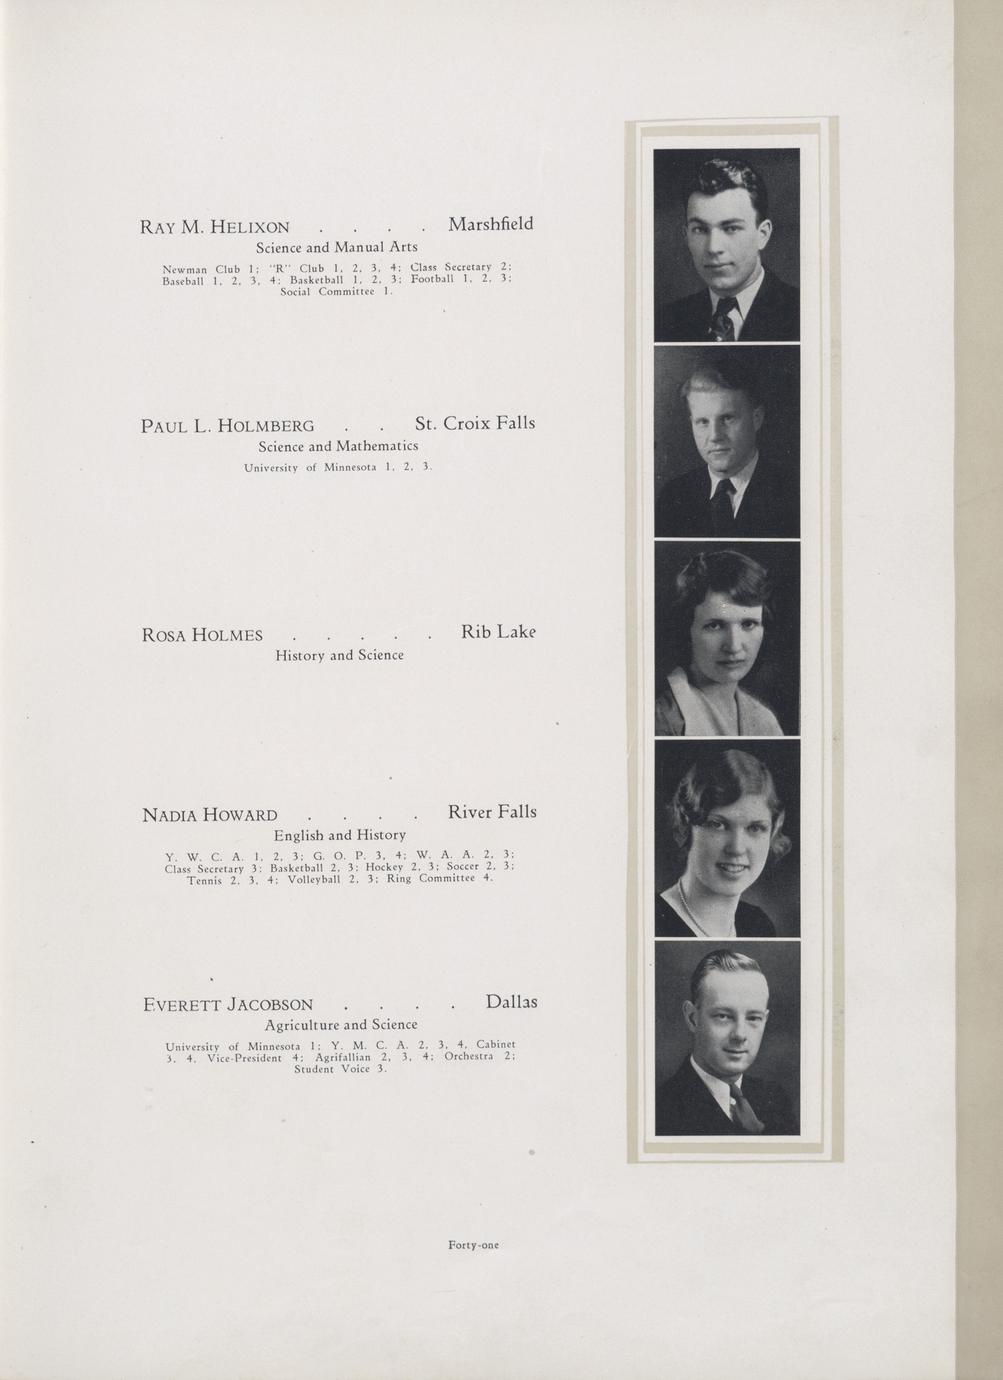 RAY M. HELIXON . . . . Marshfield
Science and Manual Arts
Newman Club 1; "R" Club 1, 2, 3, 4; Class Secretary 2;
Baseball 1, 2, 3, 4; Basketball 1, 2, 3; Football 1, 2, 3;
Social Committee 1.
PAUL L. HOLMBERG . . St. Croix Falls
Science and Mathematics
University of Minnesota 1, 2, 3.
ROSA HOLMES . . . . . Rib Lake
History and Science
NADIA HOWARD . . . . River Falls
English and History
Y. W. C. A. 1, 2, 3; G. O. P. 3, 4; W. A. A. 2, 3;
Class Secretary 3; Basketball 2, 3; Hockey 2, 3; Soccer 2, 3;
Tennis 2, 3, 4; Volleyball 2, 3; Ring Committee 4.
EVERETT JACOBSON . . . . Dallas
Agriculture and Science
University of Minnesota 1; Y. M. C. A. 2, 3, 4, Cabinet
3, 4, Vice-President 4; Agrifallian 2, 3, 4; Orchestra 2;
Student Voice 3.
Forty-one